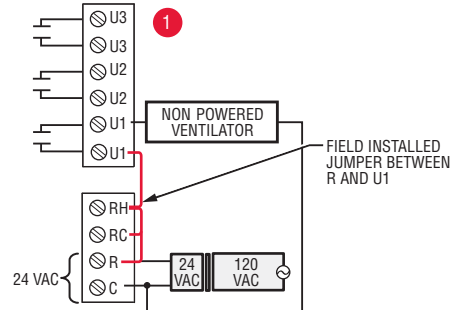 U3
1
U3
U2
U2
U1
NON POWERED
VENTILATOR
U1
FIELD INSTALLED
JUMPER BETWEEN
R AND U1
RH
RC
R
24 VAC
C
24
VAC
120
VAC